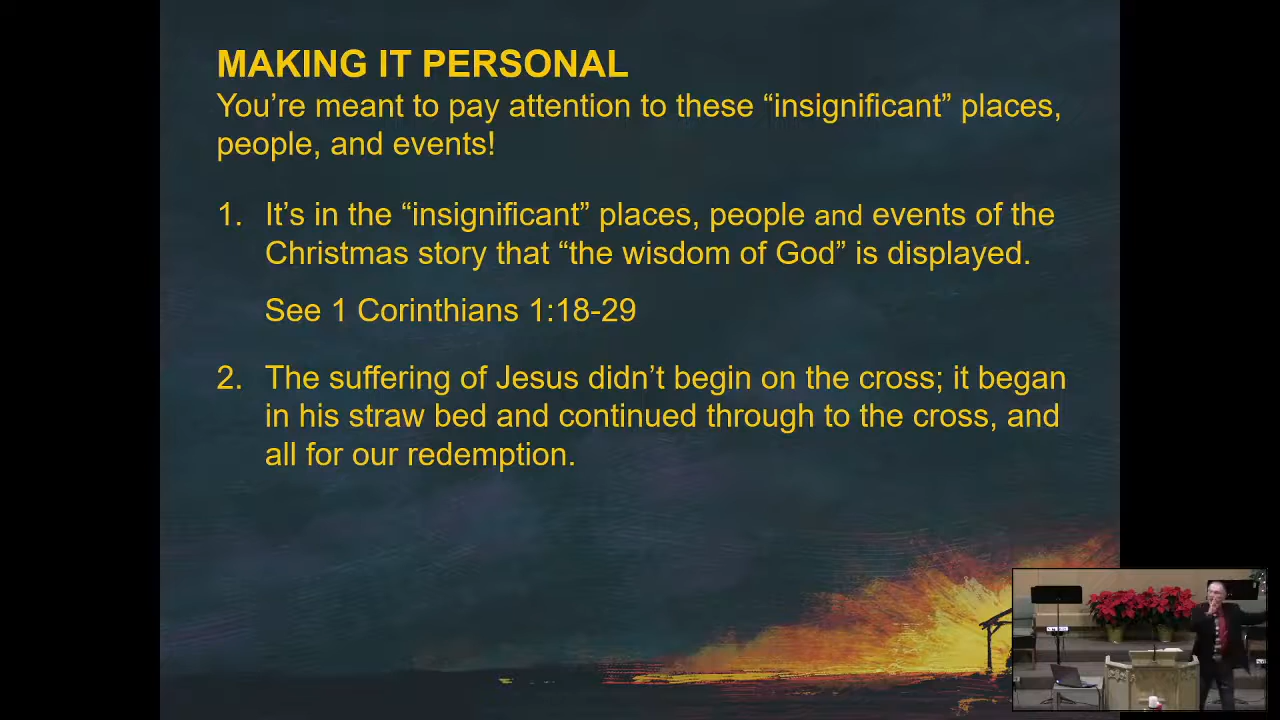 MAKING IT PERSONAL
You’re meant to pay attention to these “insignificant” places,
people, and events!
1. It’s in the “insignificant” places, people and events of the
Christmas story that “the wisdom of God” is displayed.
See 1 Corinthians 1:18-29
2. The suffering of Jesus didn’t begin on the cross; it began
in his straw bed and continued through to the cross, and
all for our redemption.